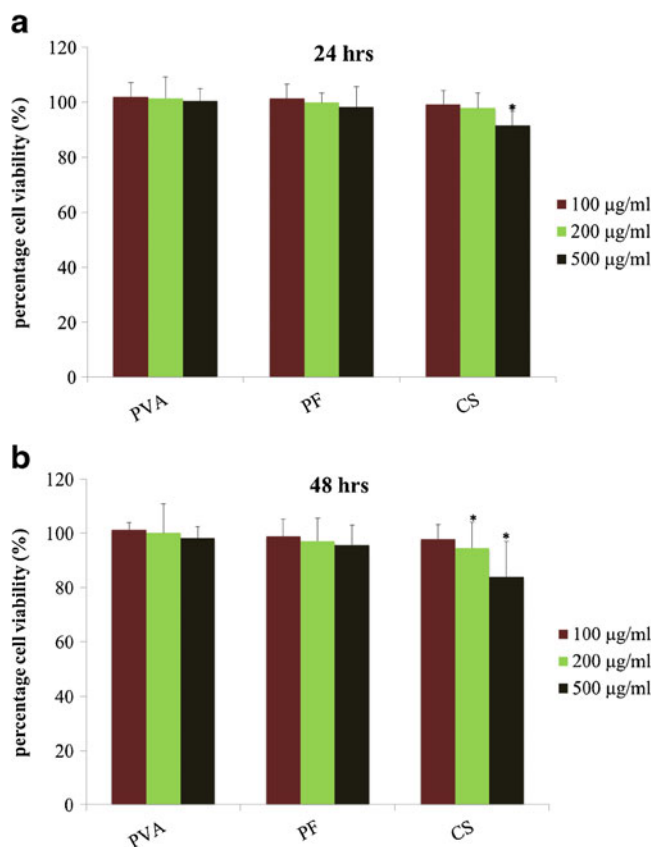 a
24 hrs
percentage cell viability (%)
120
100
80
60
40
20
0
*
PVA
PF
CS
100 µg/ml
200 µg/ml
500 µg/ml
b
48 hrs
percentage cell viability (%)
120
100
80
60
40
20
0
*
*
PVA
PF
CS
100 µg/ml
200 µg/ml
500 µg/ml